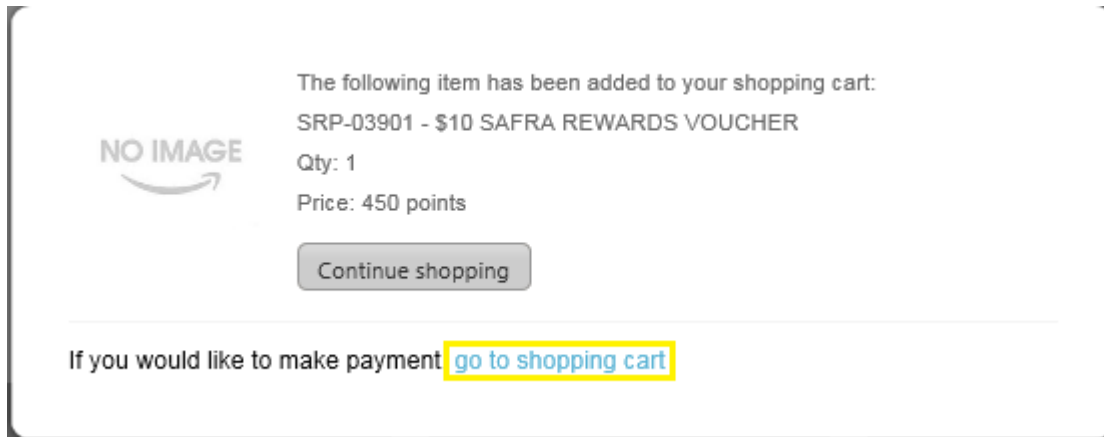 The following item has been added to your shopping cart:
SRP-03901 - $10 SAFRA REWARDS VOUCHER
NO IMAGE
Qty: 1
Price: 450 points
Continue shopping
If you would like to make payment go to shopping cart